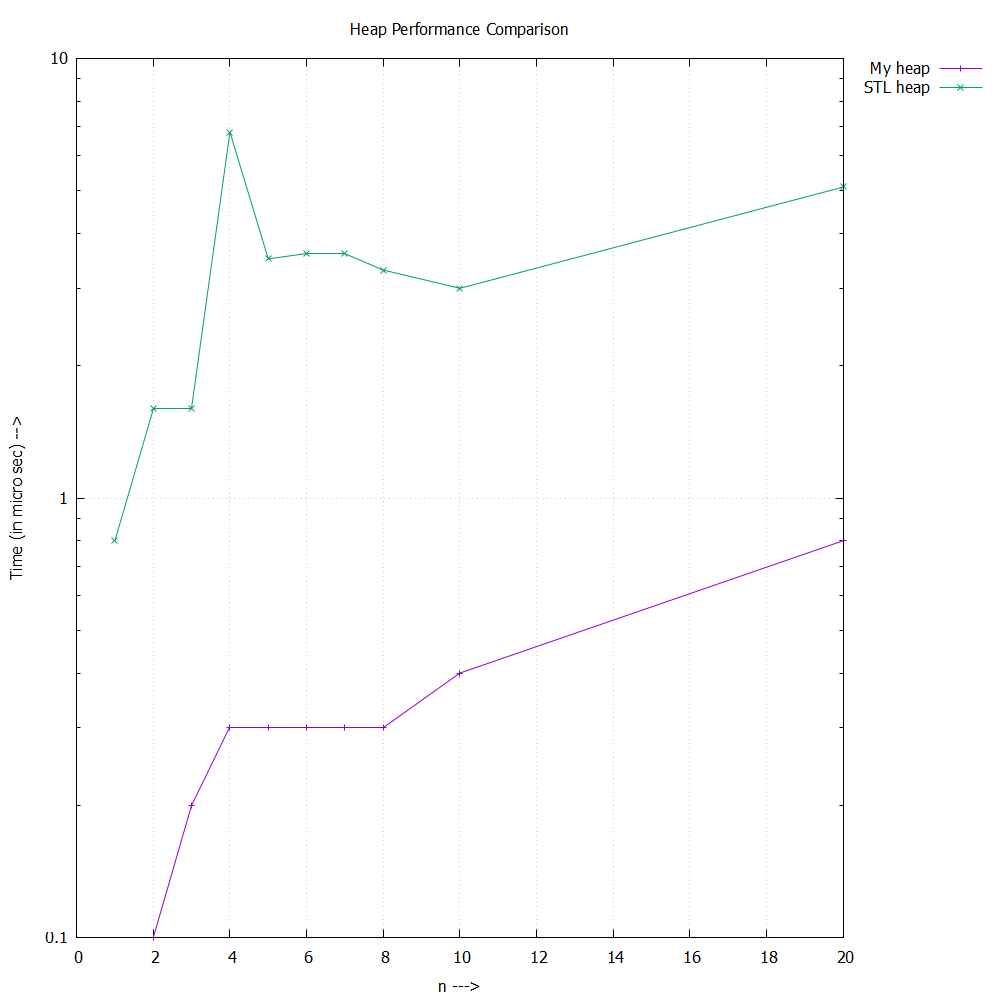 Heap Performance Comparison
My heap
STL heap
10
1
0.1
Time (in micro sec) -->
0 2 4 6 8 10 12 14 16 18 20
n --->